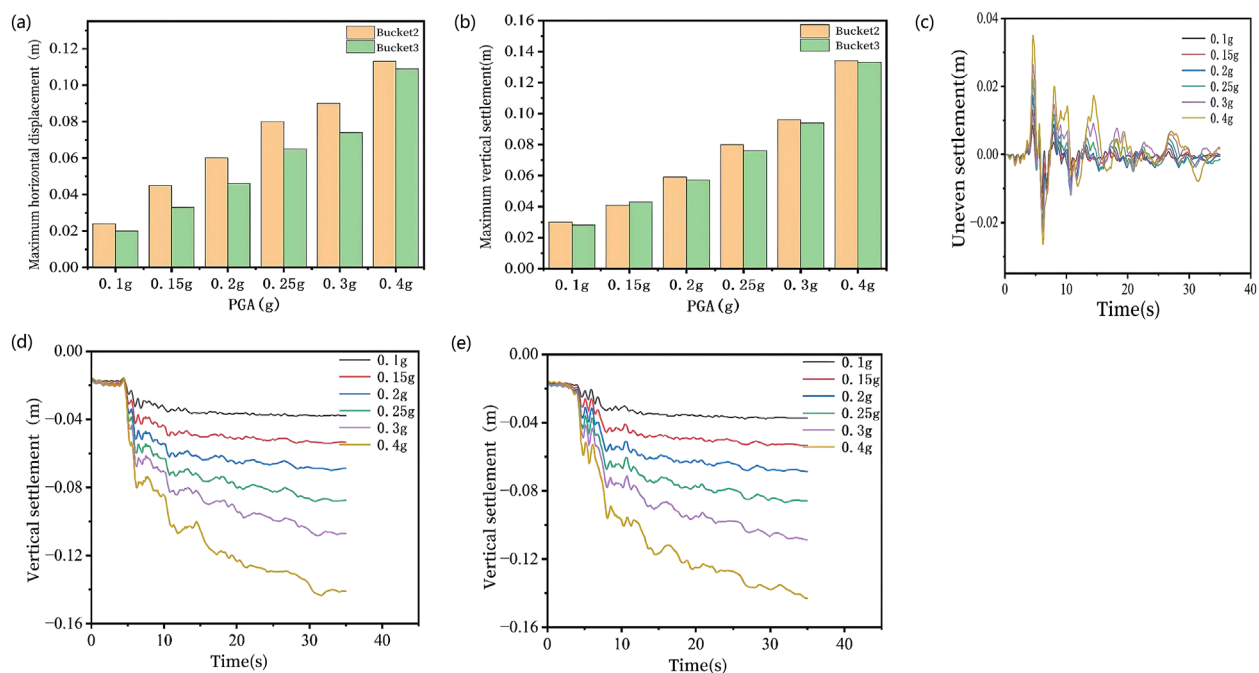 (a)
Maximum horizontal displacement (m)
0.12
0.10
0.08
0.06
0.04
0.02
0.00
Bucket2
Bucket3
0.1g 0.15g 0.2g 0.25g 0.3g 0.4g
PGA(g)
(b)
Maximum vertical settlement(m)
0.16
0.14
0.12
0.10
0.08
0.06
0.04
0.02
0.00
Bucket2
Bucket3
0.1g 0.15g 0.2g 0.25g 0.3g 0.4g
PGA(g)
(c)
Uneven settlement(m)
0.04
0.02
0.00
−0.02
0.1g
0.15g
0.2g
0.25g
0.3g
0.4g
0 10 20 30 40
Time(s)
(d)
Vertical settlement (m)
0.00
−0.04
−0.08
−0.12
−0.16
0.1g
0.15g
0.2g
0.25g
0.3g
0.4g
0 10 20 30 40
Time(s)
(e)
Vertical settlement (m)
0.00
−0.04
−0.08
−0.12
−0.16
0.1g
0.15g
0.2g
0.25g
0.3g
0.4g
0 10 20 30 40
Time(s)